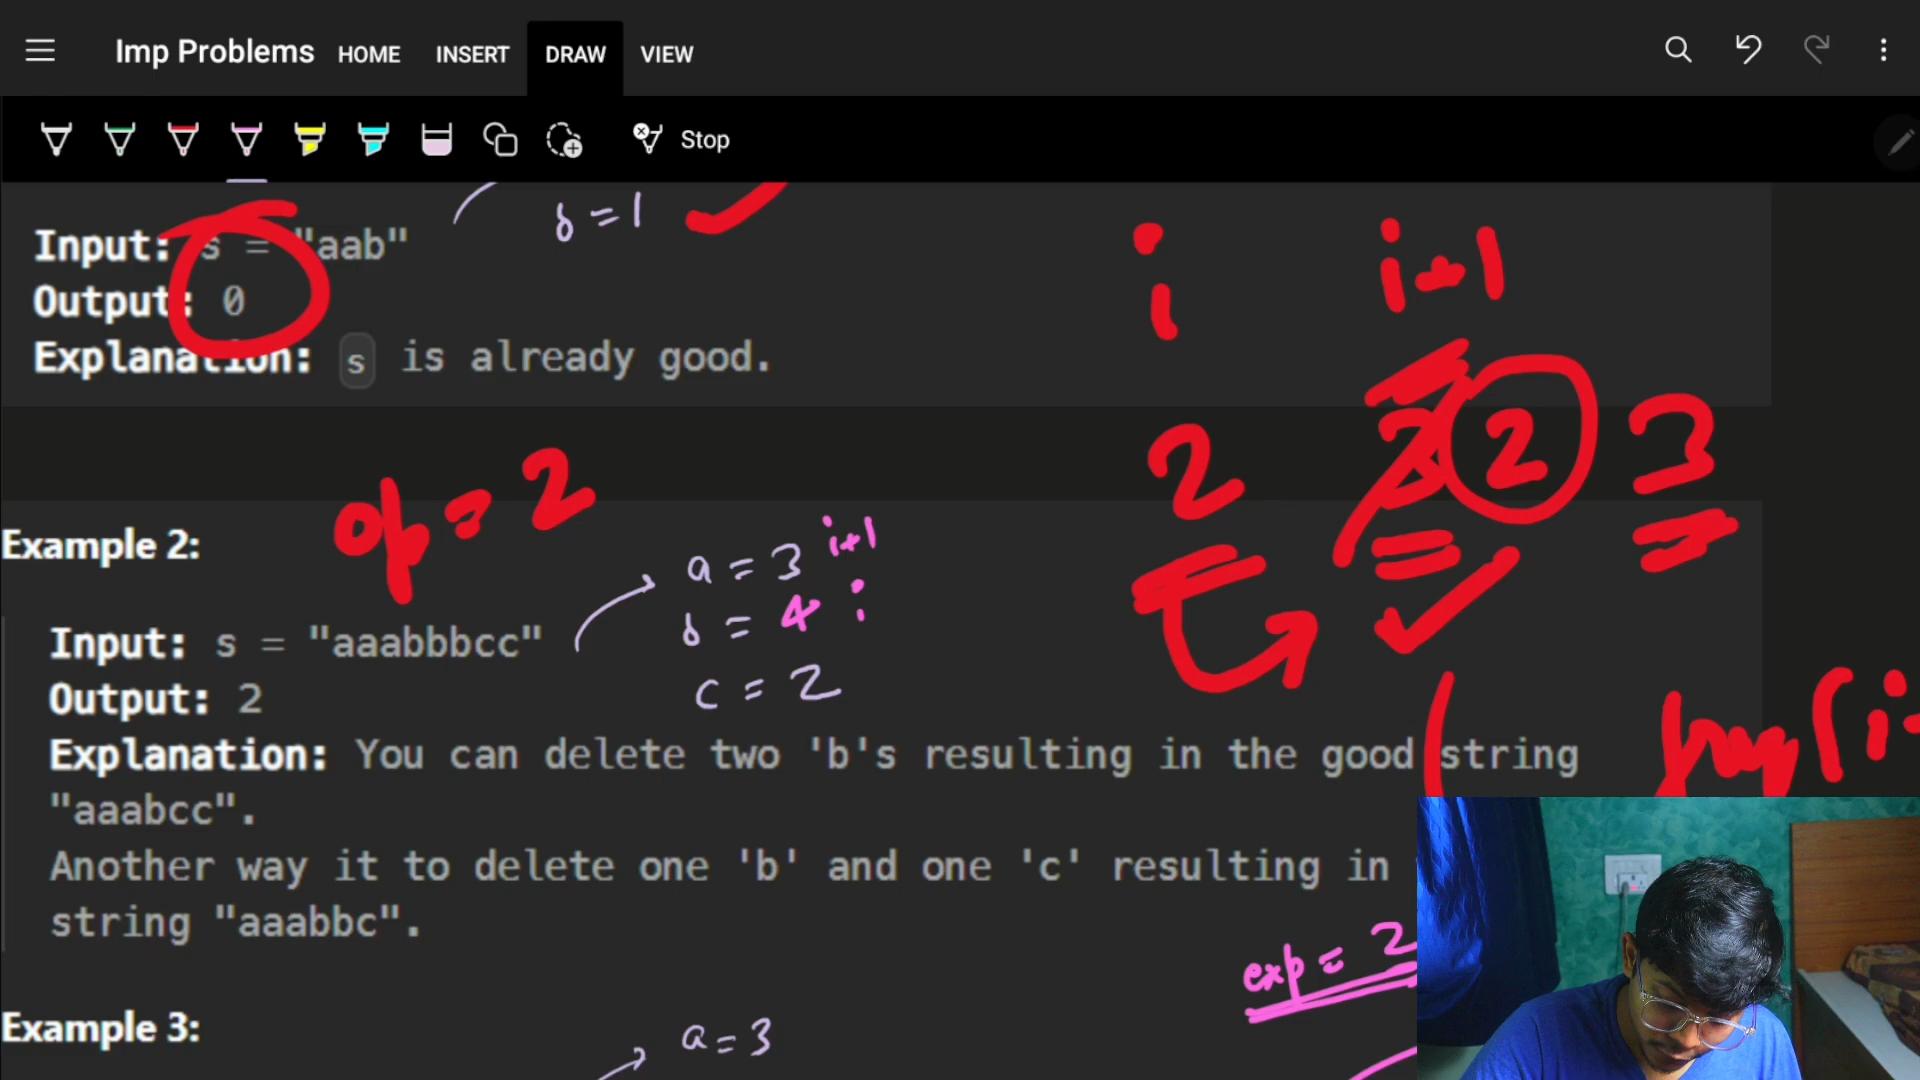 Imp Problems HOME INSERT DRAW VIEW
Stop
b = 1
Input: s = "aab"
Output: 0
Explanation: s is already good.
i i+1
i
2 2 2 3
op = 2
Example 2:
a = 3 i+1
b = 4 i
c = 2
Input: s = "aaabbbcc"
Output: 2
Explanation: You can delete two 'b's resulting in the good string
"aaabcc".
Another way it to delete one 'b' and one 'c' resulting in
string "aaabbc".
exp = 2
Example 3:
a = 3